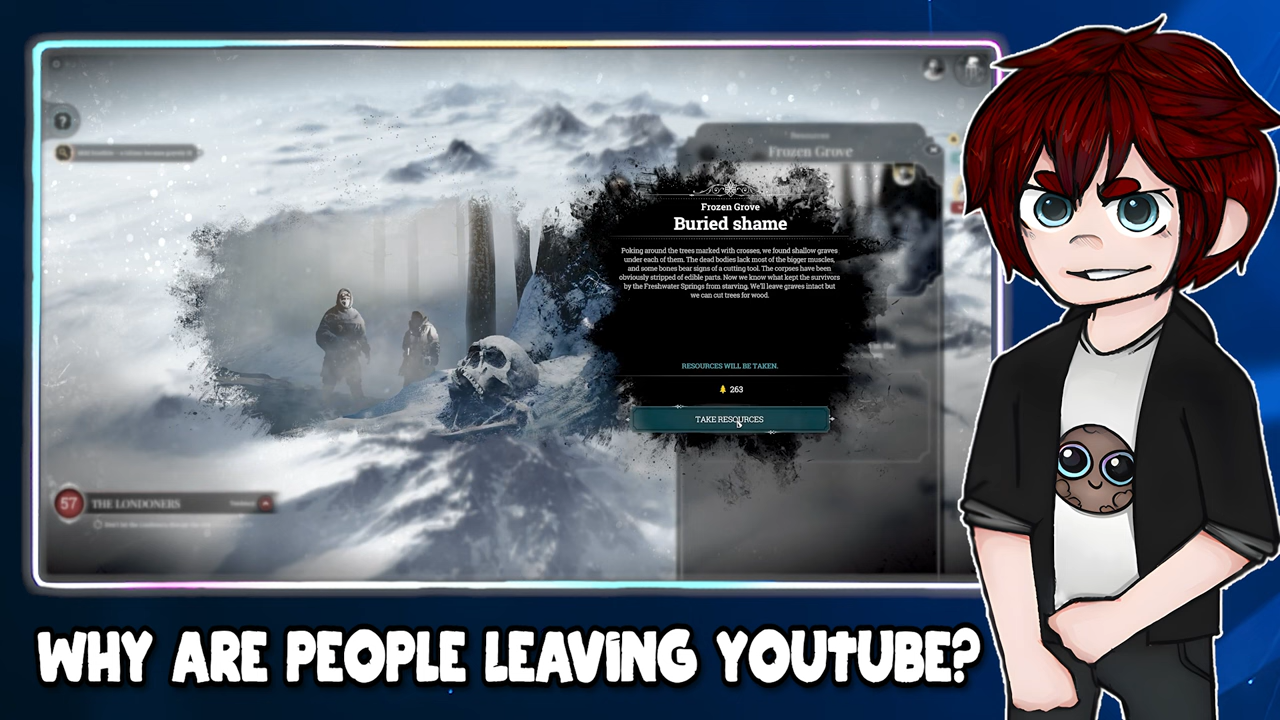 ?
Resources
Frozen Grove
Frozen Grove
Buried shame
Poking around the trees marked with crosses, we found shallow graves
under each of them. The dead bodies lack most of the bigger muscles,
and some bones bear signs of a cutting tool. The corpses have been
obviously stripped of edible parts. Now we know what kept the survivors
by the Freshwater Springs from starving. We'll leave graves intact but
we can cut trees for wood.
RESOURCES WILL BE TAKEN.
263
TAKE RESOURCES
57 THE LONDONERS
WHY ARE PEOPLE LEAVING YOUTUBE?